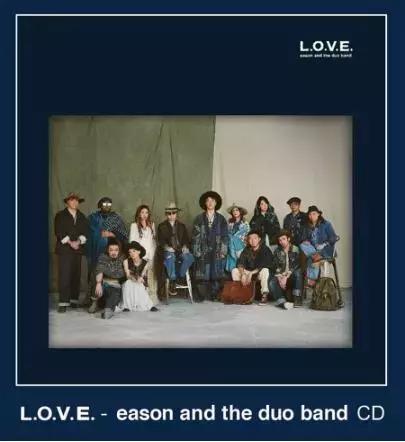 L.O.V.E.
eason and the duo band
L.O.V.E. - eason and the duo band CD